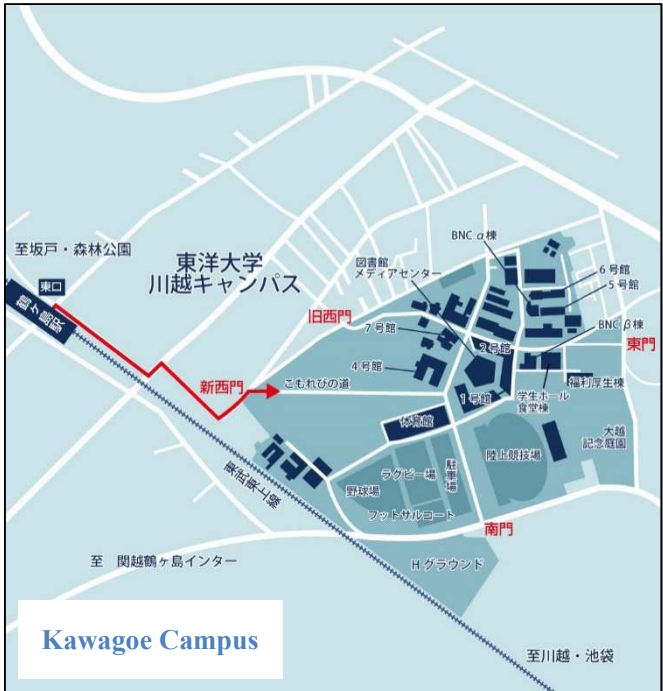 BNC α棟
至坂戸・森林公園
東洋大学
川越キャンパス
図書館
メディアセンター
6号館
5号館
東口
鶴ヶ島駅
旧西門
7号館
2号館
BNC β棟
東門
新西門
こもれびの道
4号館
1号館
学生ホール
食堂棟
福利厚生棟
体育館
大越
記念庭園
陸上競技場
ラグビー場
駐車場
野球場
東武東上線
フットサルコート
南門
至 関越鶴ヶ島インター
Hグラウンド
Kawagoe Campus
至川越・池袋